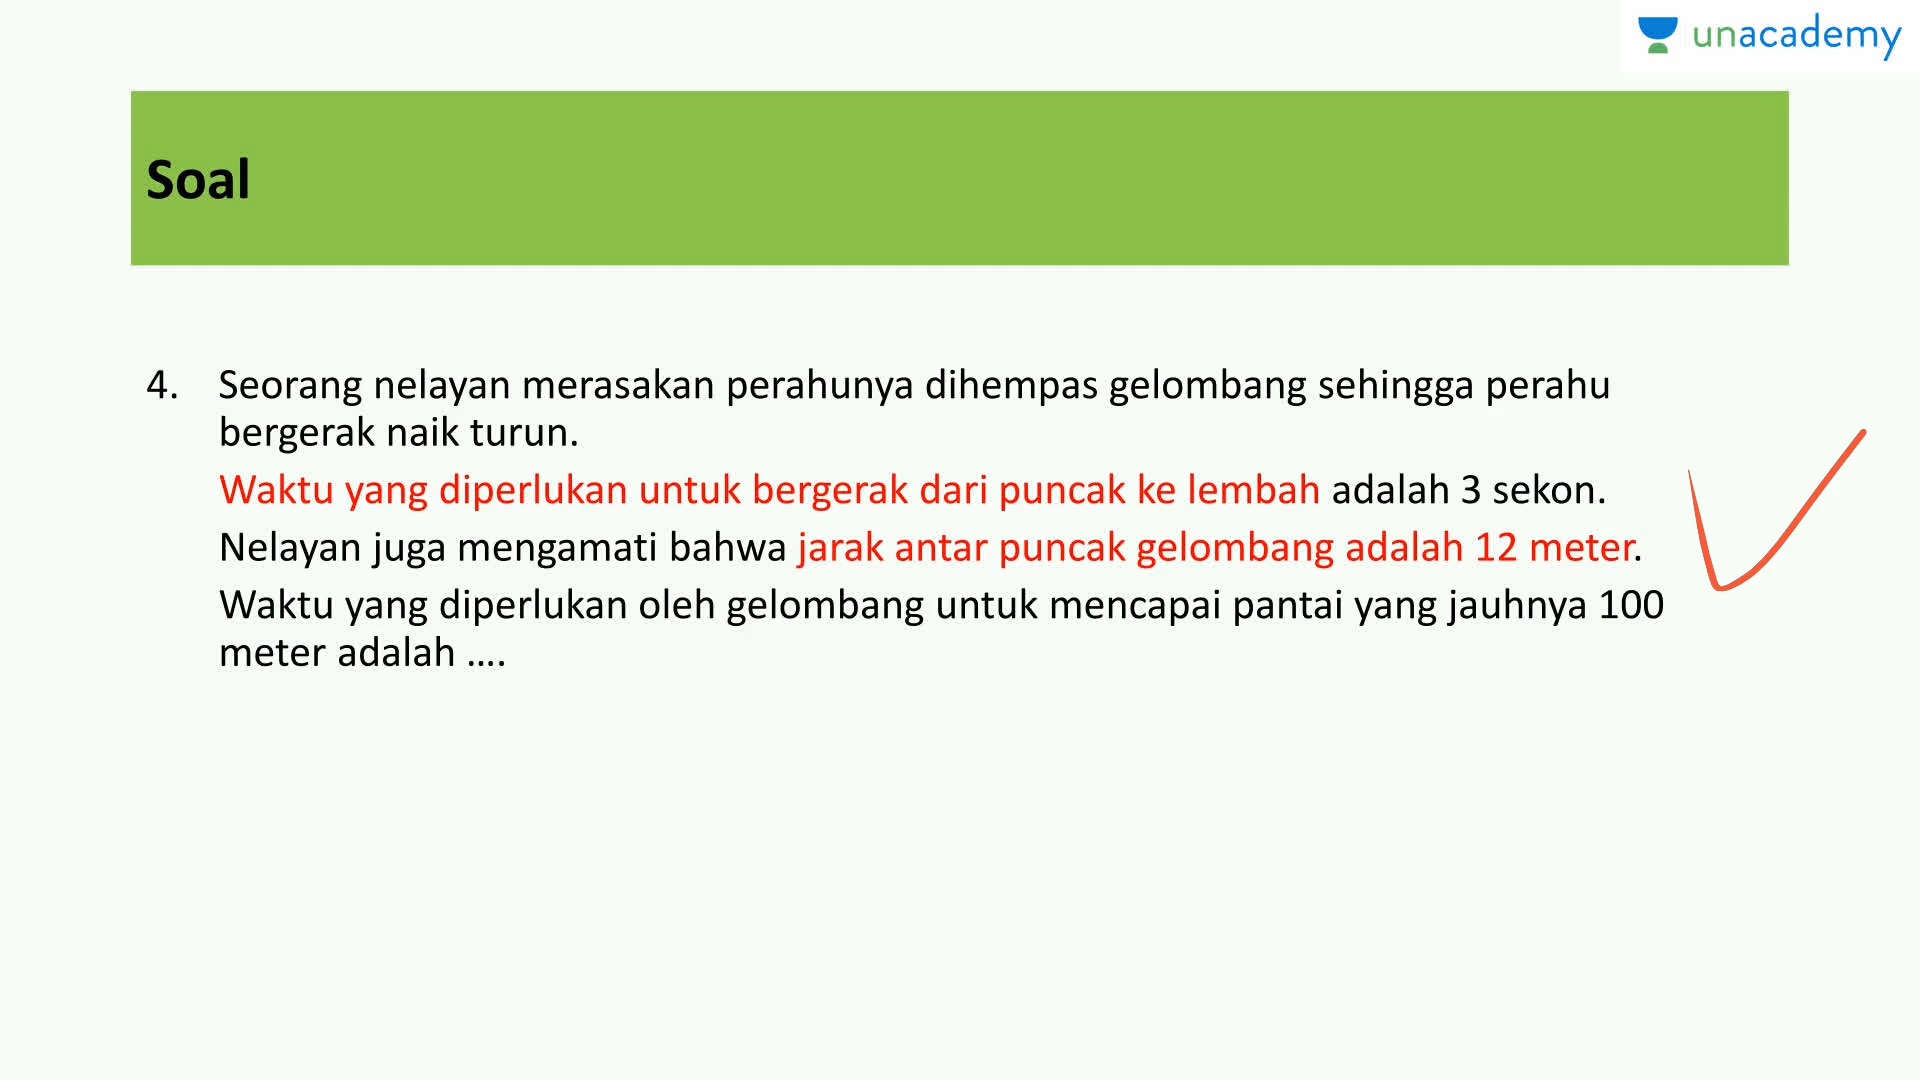 unacademy
Soal
4. Seorang nelayan merasakan perahunya dihempas gelombang sehingga perahu
bergerak naik turun.
Waktu yang diperlukan untuk bergerak dari puncak ke lembah adalah 3 sekon.
Nelayan juga mengamati bahwa jarak antar puncak gelombang adalah 12 meter.
Waktu yang diperlukan oleh gelombang untuk mencapai pantai yang jauhnya 100
meter adalah ....